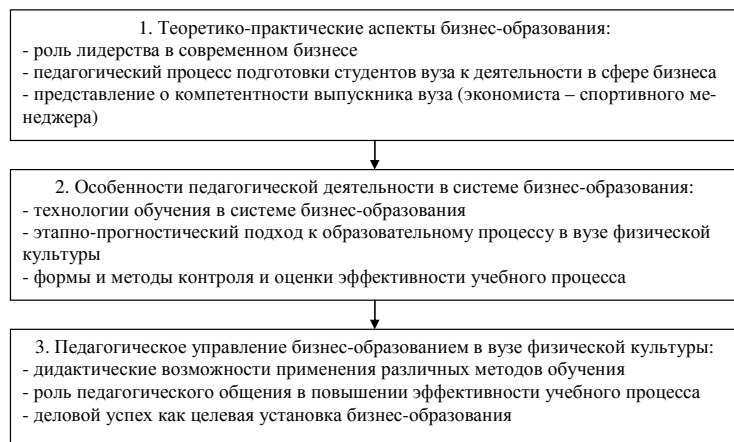 1. Теоретико-практические аспекты бизнес-образования:
- роль лидерства в современном бизнесе
- педагогический процесс подготовки студентов вуза к деятельности в сфере бизнеса
- представление о компетентности выпускника вуза (экономиста – спортивного ме-
неджера)
2. Особенности педагогической деятельности в системе бизнес-образования:
- технологии обучения в системе бизнес-образования
- этапно-прогностический подход к образовательному процессу в вузе физической
культуры
- формы и методы контроля и оценки эффективности учебного процесса
3. Педагогическое управление бизнес-образованием в вузе физической культуры:
- дидактические возможности применения различных методов обучения
- роль педагогического общения в повышении эффективности учебного процесса
- деловой успех как целевая установка бизнес-образования